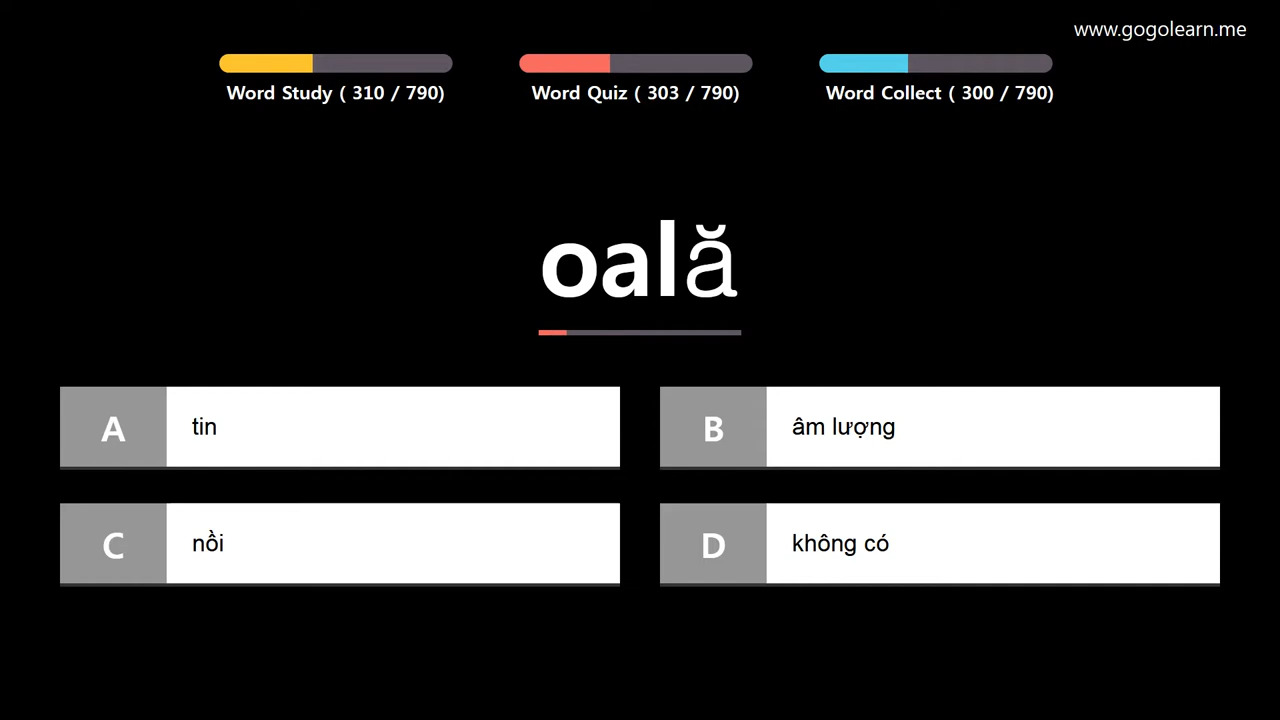 www.gogolearn.me
Word Study ( 310 / 790)
Word Quiz ( 303 / 790)
Word Collect ( 300 / 790)
oală
A tin
B âm lượng
C nồi
D không có